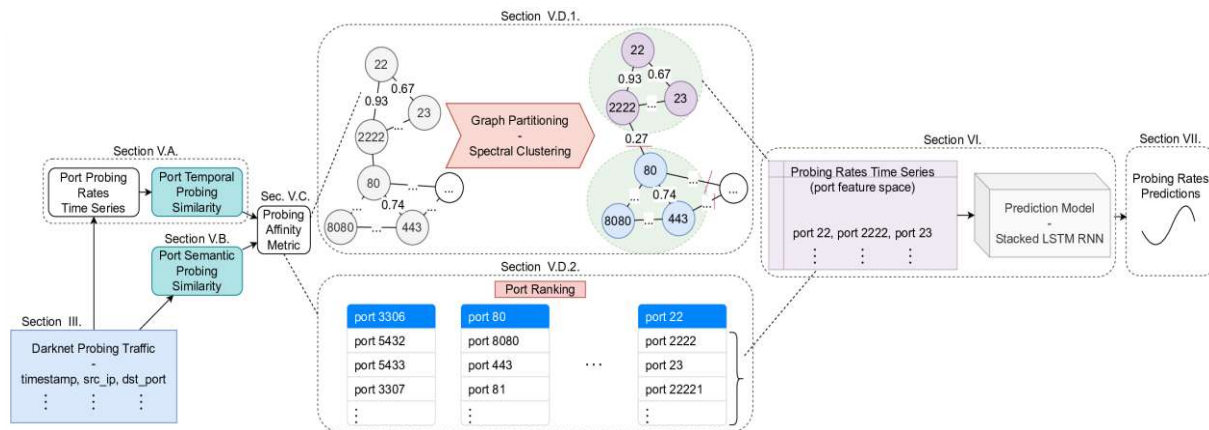 Section V.D.1.
22
0.67
0.93
23
2222
...
80
...
...
0.74
8080
...
443
...
Graph Partitioning
-
Spectral Clustering
22
0.93
0.67
2222
...
23
0.27
80
...
...
0.74
8080
...
443
...
Section V.A.
Port Probing
Rates
Time Series
Port Temporal
Probing
Similarity
Section V.B.
Port Semantic
Probing
Similarity
Sec. V.C.
Probing
Affinity
Metric
Section III.
Darknet Probing Traffic
-
timestamp, src_ip, dst_port
⋮ ⋮ ⋮
Section V.D.2.
Port Ranking
port 3306
port 5432
port 5433
port 3307
⋮
port 80
port 8080
port 443
port 81
⋮
...
port 22
port 2222
port 23
port 22221
⋮
Section VI.
Probing Rates Time Series
(port feature space)
port 22, port 2222, port 23
⋮ ⋮ ⋮
Prediction Model
-
Stacked LSTM RNN
Section VII.
Probing Rates
Predictions